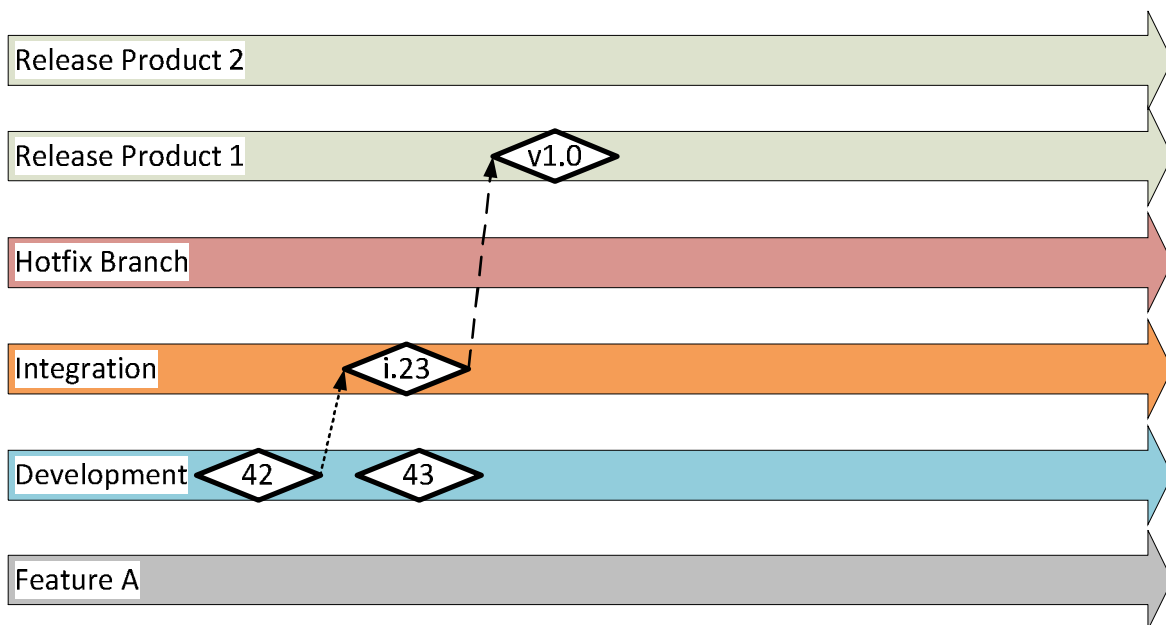 Release Product 2
Release Product 1
v1.0
Hotfix Branch
Integration
i.23
Development
42
43
Feature A